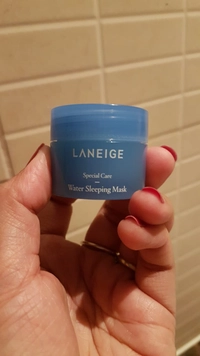 LANEIGE
Special Care
Water Sleeping Mask